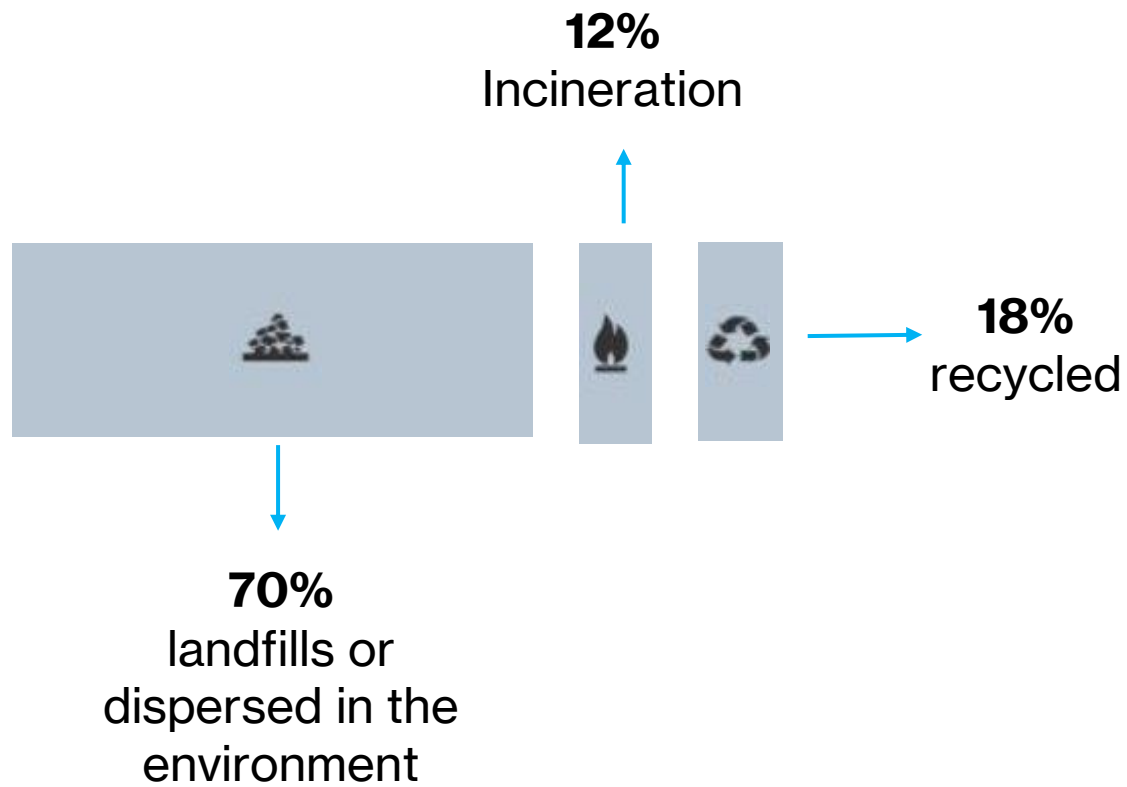 12%
Incineration
18%
recycled
70%
landfills or
dispersed in the
environment